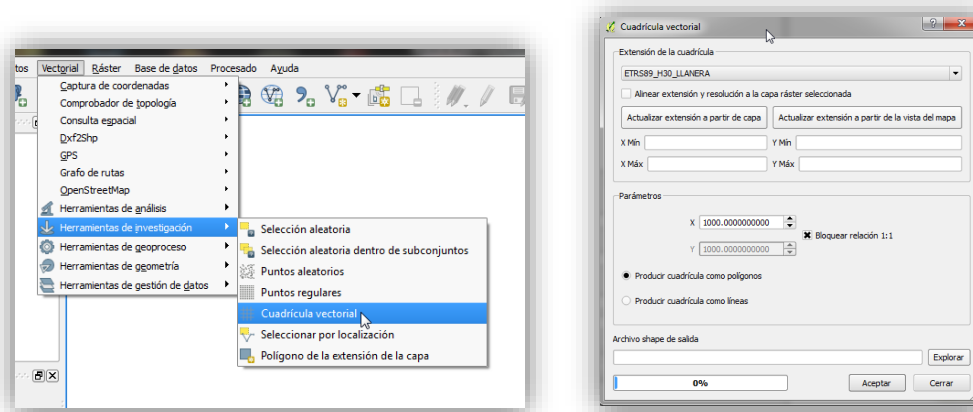 tos Vectorial Ráster Base de datos Procesado Ayuda
Captura de coordenadas
Comprobador de topología
Consulta espacial
Dxf2Shp
GPS
Grafo de rutas
OpenStreetMap
Herramientas de análisis
Herramientas de investigación
Herramientas de geoproceso
Herramientas de geometría
Herramientas de gestión de datos
Selección aleatoria
Selección aleatoria dentro de subconjuntos
Puntos aleatorios
Puntos regulares
Cuadrícula vectorial
Seleccionar por localización
Polígono de la extensión de la capa
Cuadrícula vectorial
Extensión de la cuadrícula
ETRS89_H30_LLANERA
Alinear extensión y resolución a la capa ráster seleccionada
Actualizar extensión a partir de capa Actualizar extensión a partir de la vista del mapa
X Mín Y Mín
X Máx Y Máx
Parámetros
X 1000.0000000000
Bloquear relación 1:1
Y 1000.0000000000
Producir cuadrícula como polígonos
Producir cuadrícula como líneas
Archivo shape de salida
Explorar
0% Aceptar Cerrar